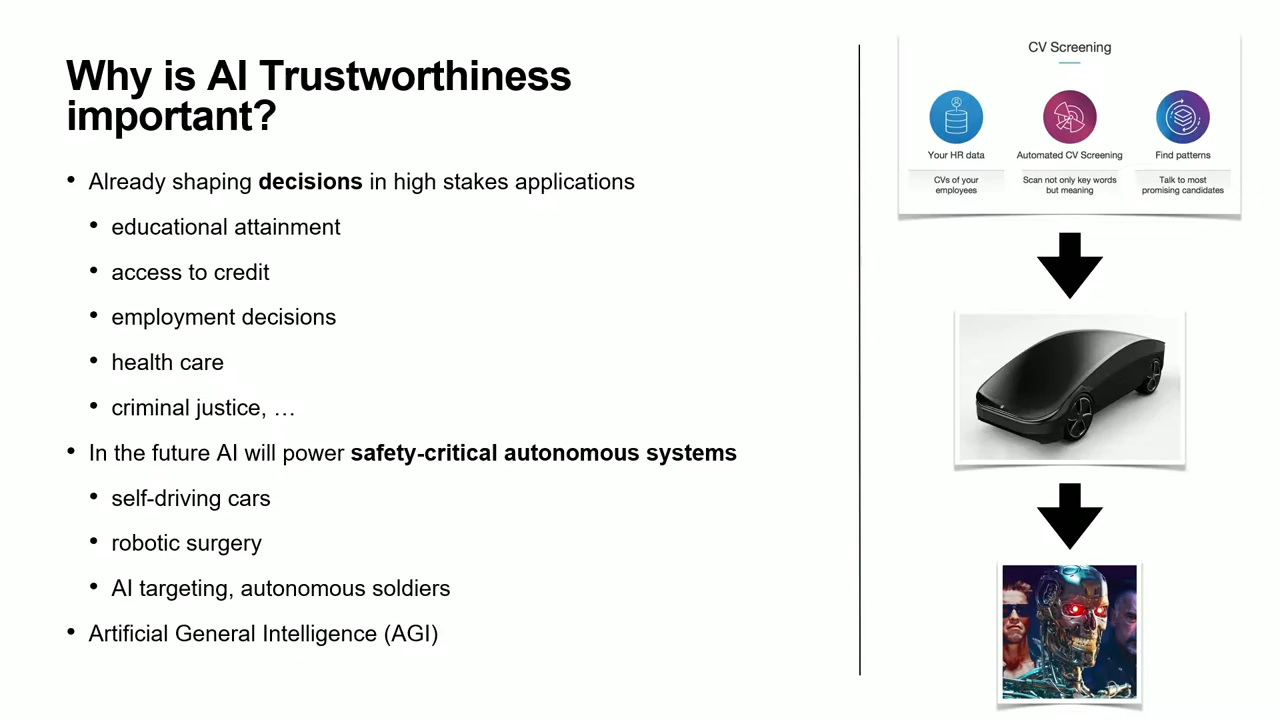 Why is AI Trustworthiness
important?
• Already shaping decisions in high stakes applications
• educational attainment
• access to credit
• employment decisions
• health care
• criminal justice, …
• In the future AI will power safety-critical autonomous systems
• self-driving cars
• robotic surgery
• AI targeting, autonomous soldiers
• Artificial General Intelligence (AGI)
CV Screening
Your HR data
CVs of your
employees
Automated CV Screening
Scan not only key words
but meaning
Find patterns
Talk to most
promising candidates